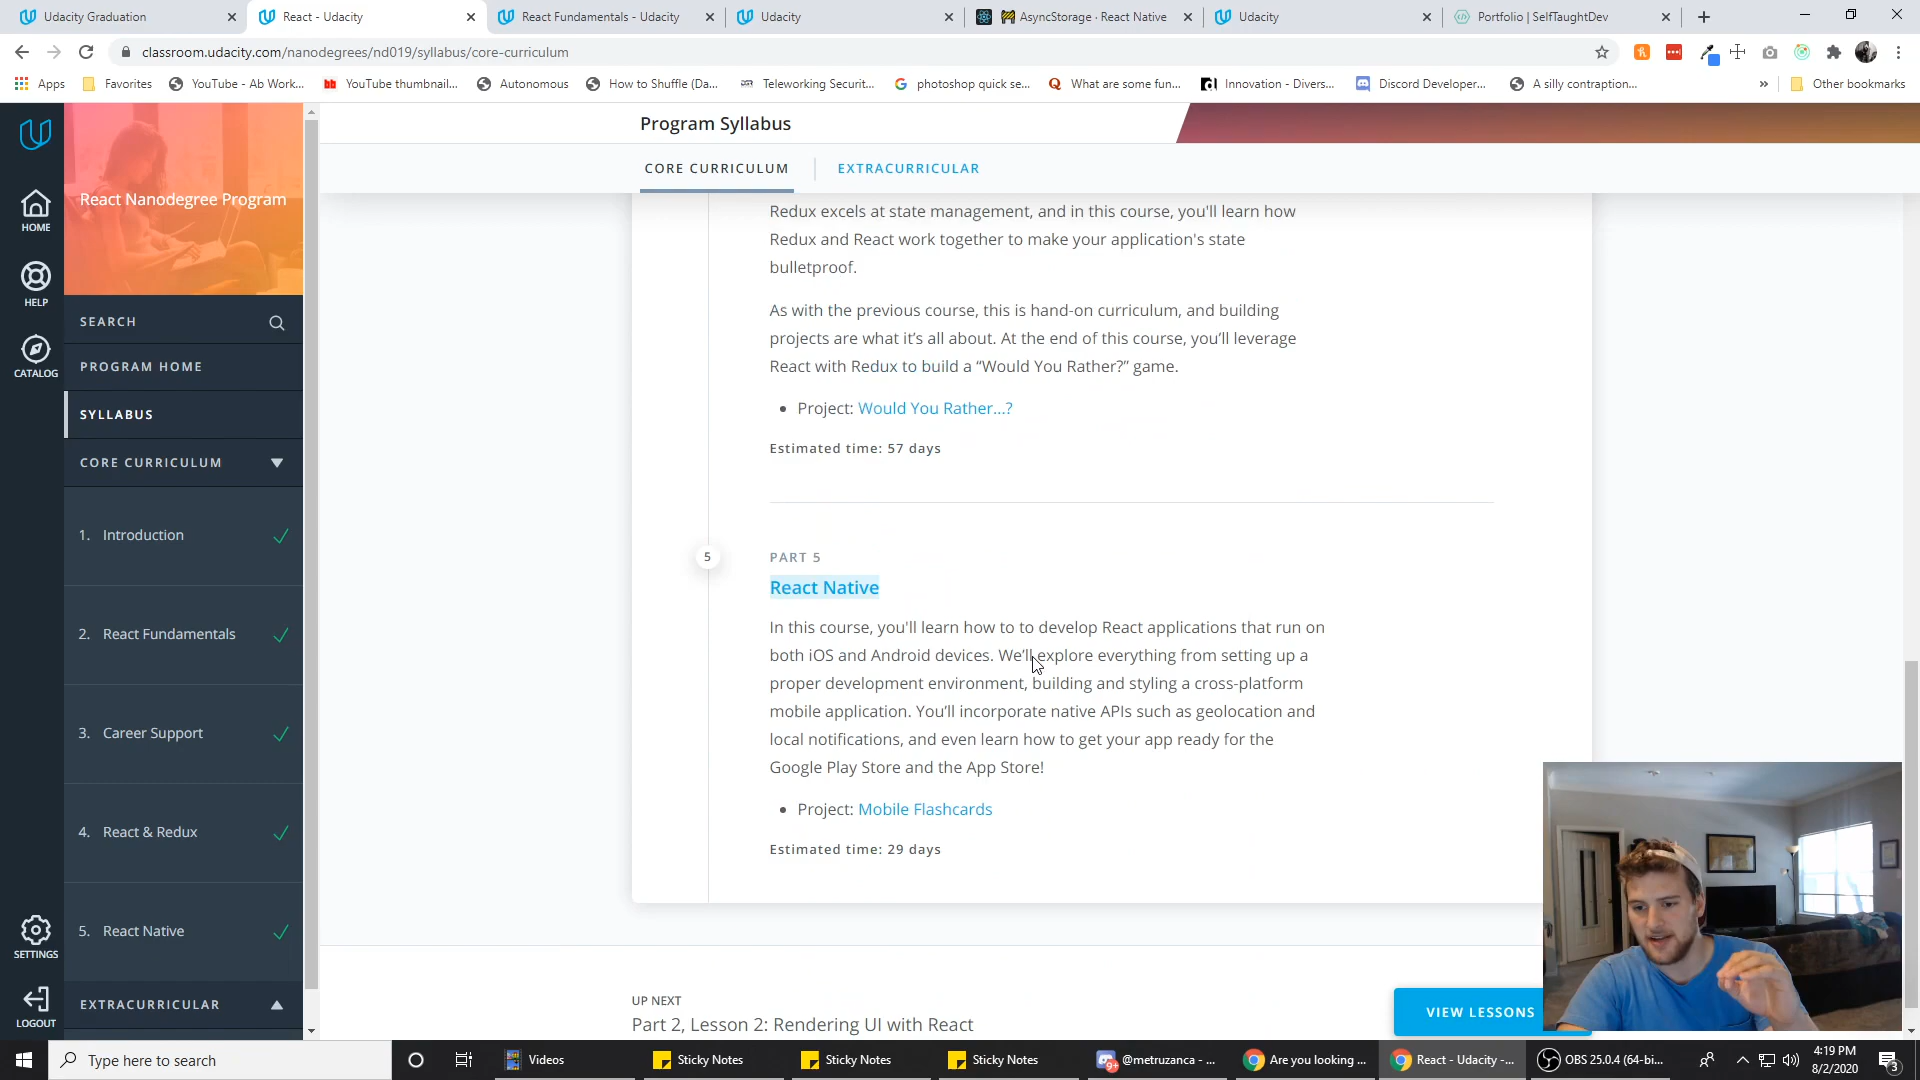 Udacity Graduation
React - Udacity
React Fundamentals - Udacity
Udacity
AsyncStorage · React Native
Udacity
Portfolio | SelfTaughtDev
classroom.udacity.com/nanodegrees/nd019/syllabus/core-curriculum
Apps
Favorites
YouTube - Ab Work...
YouTube thumbnail...
Autonomous
How to Shuffle (Da...
Teleworking Securit...
photoshop quick se...
What are some fun...
Innovation - Divers...
Discord Developer...
A silly contraption...
»
Other bookmarks
HOME
HELP
CATALOG
SETTINGS
LOGOUT
React Nanodegree Program
SEARCH
PROGRAM HOME
SYLLABUS
CORE CURRICULUM
1. Introduction
2. React Fundamentals
3. Career Support
4. React & Redux
5. React Native
EXTRACURRICULAR
Program Syllabus
CORE CURRICULUM
EXTRACURRICULAR
Redux excels at state management, and in this course, you'll learn how
Redux and React work together to make your application's state
bulletproof.
As with the previous course, this is hand-on curriculum, and building
projects are what it's all about. At the end of this course, you'll leverage
React with Redux to build a “Would You Rather?” game.
• Project: Would You Rather...?
Estimated time: 57 days
5
PART 5
React Native
In this course, you'll learn how to to develop React applications that run on
both iOS and Android devices. We'll explore everything from setting up a
proper development environment, building and styling a cross-platform
mobile application. You'll incorporate native APIs such as geolocation and
local notifications, and even learn how to get your app ready for the
Google Play Store and the App Store!
• Project: Mobile Flashcards
Estimated time: 29 days
UP NEXT
Part 2, Lesson 2: Rendering UI with React
VIEW LESSONS
Type here to search
Videos
Sticky Notes
Sticky Notes
Sticky Notes
@metruzanca - ...
Are you looking ...
React - Udacity -...
OBS 25.0.4 (64-bi...
4:19 PM
8/2/2020
3